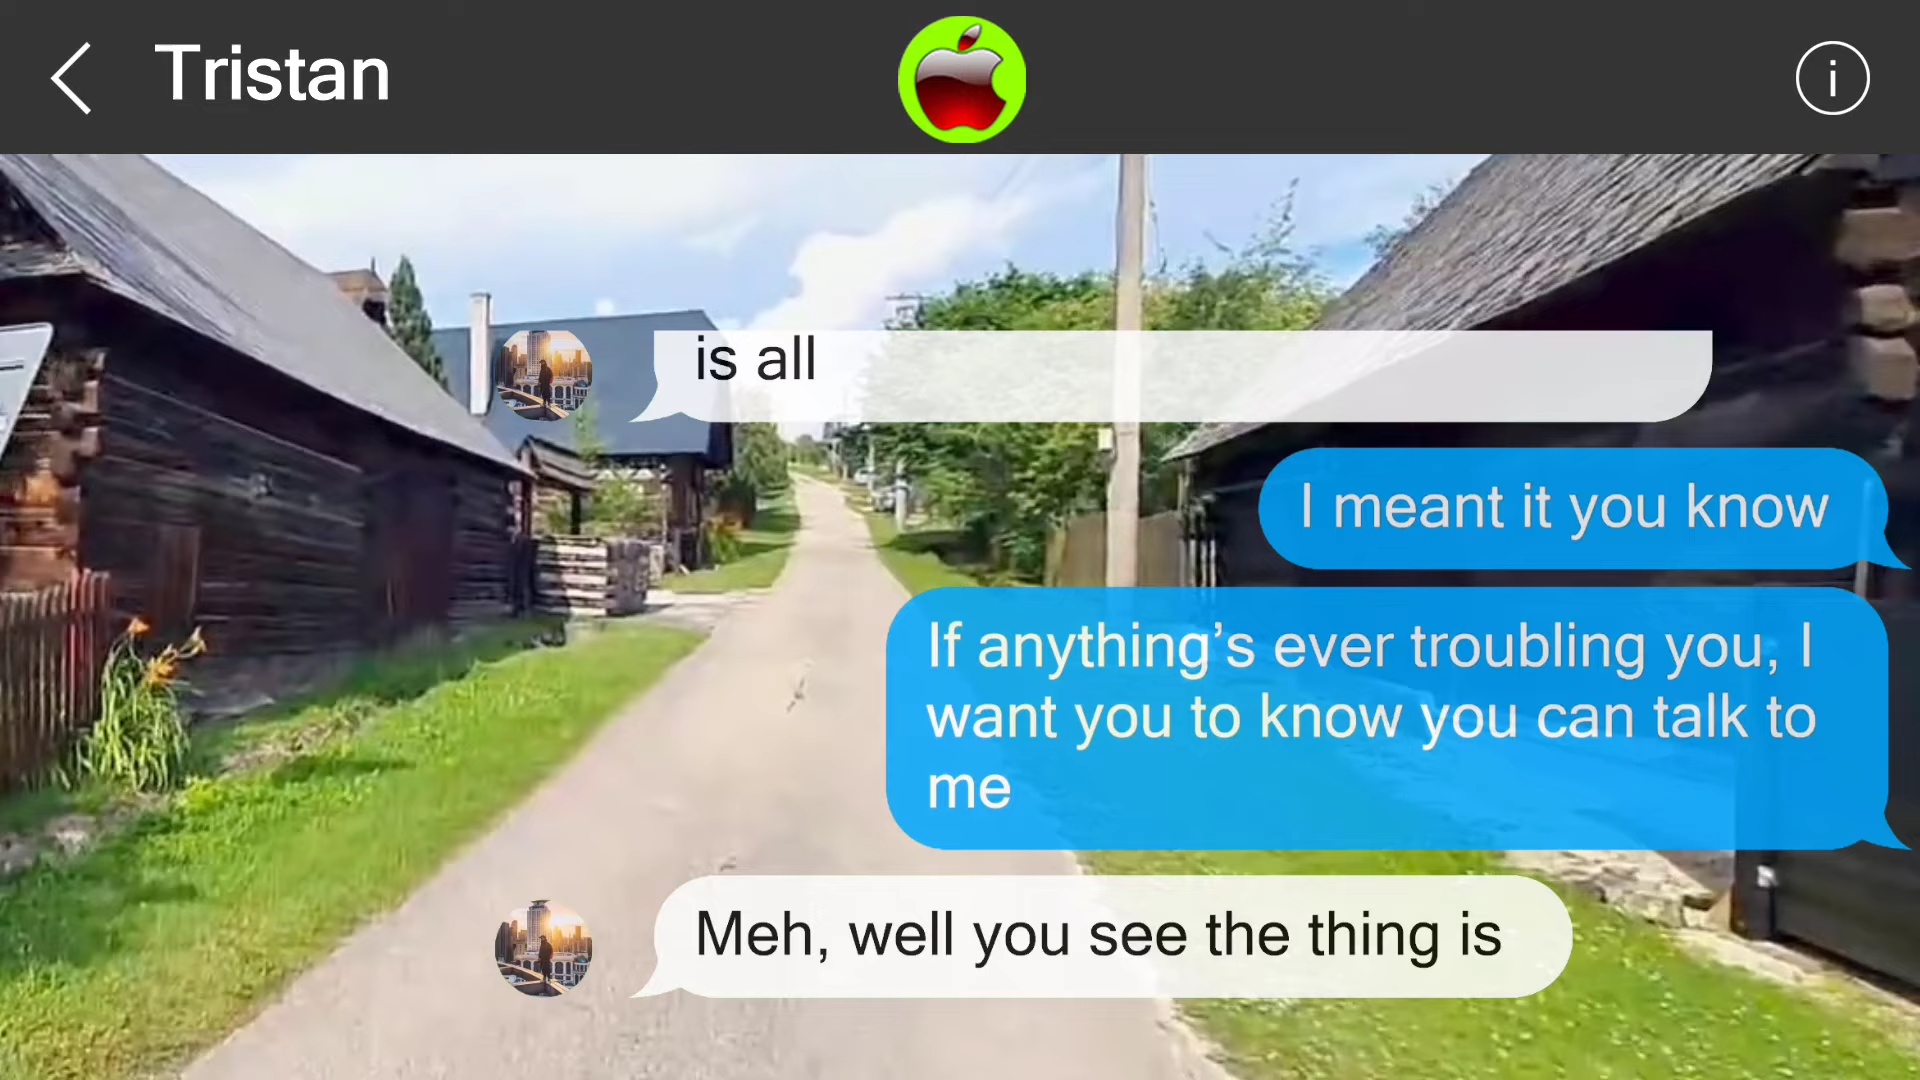 Tristan
i
is all
I meant it you know
If anything’s ever troubling you, I
want you to know you can talk to
me
Meh, well you see the thing is